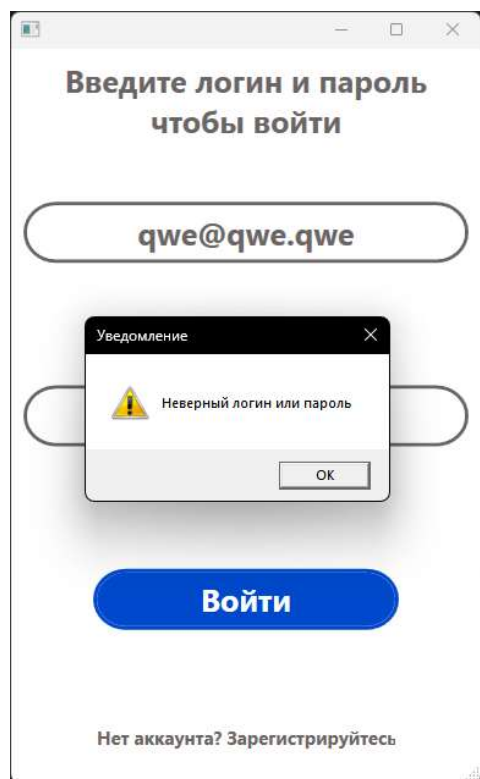 Введите логин и пароль
чтобы войти
qwe@qwe.qwe
Уведомление
Неверный логин или пароль
OK
Войти
Нет аккаунта? Зарегистрируйтесь